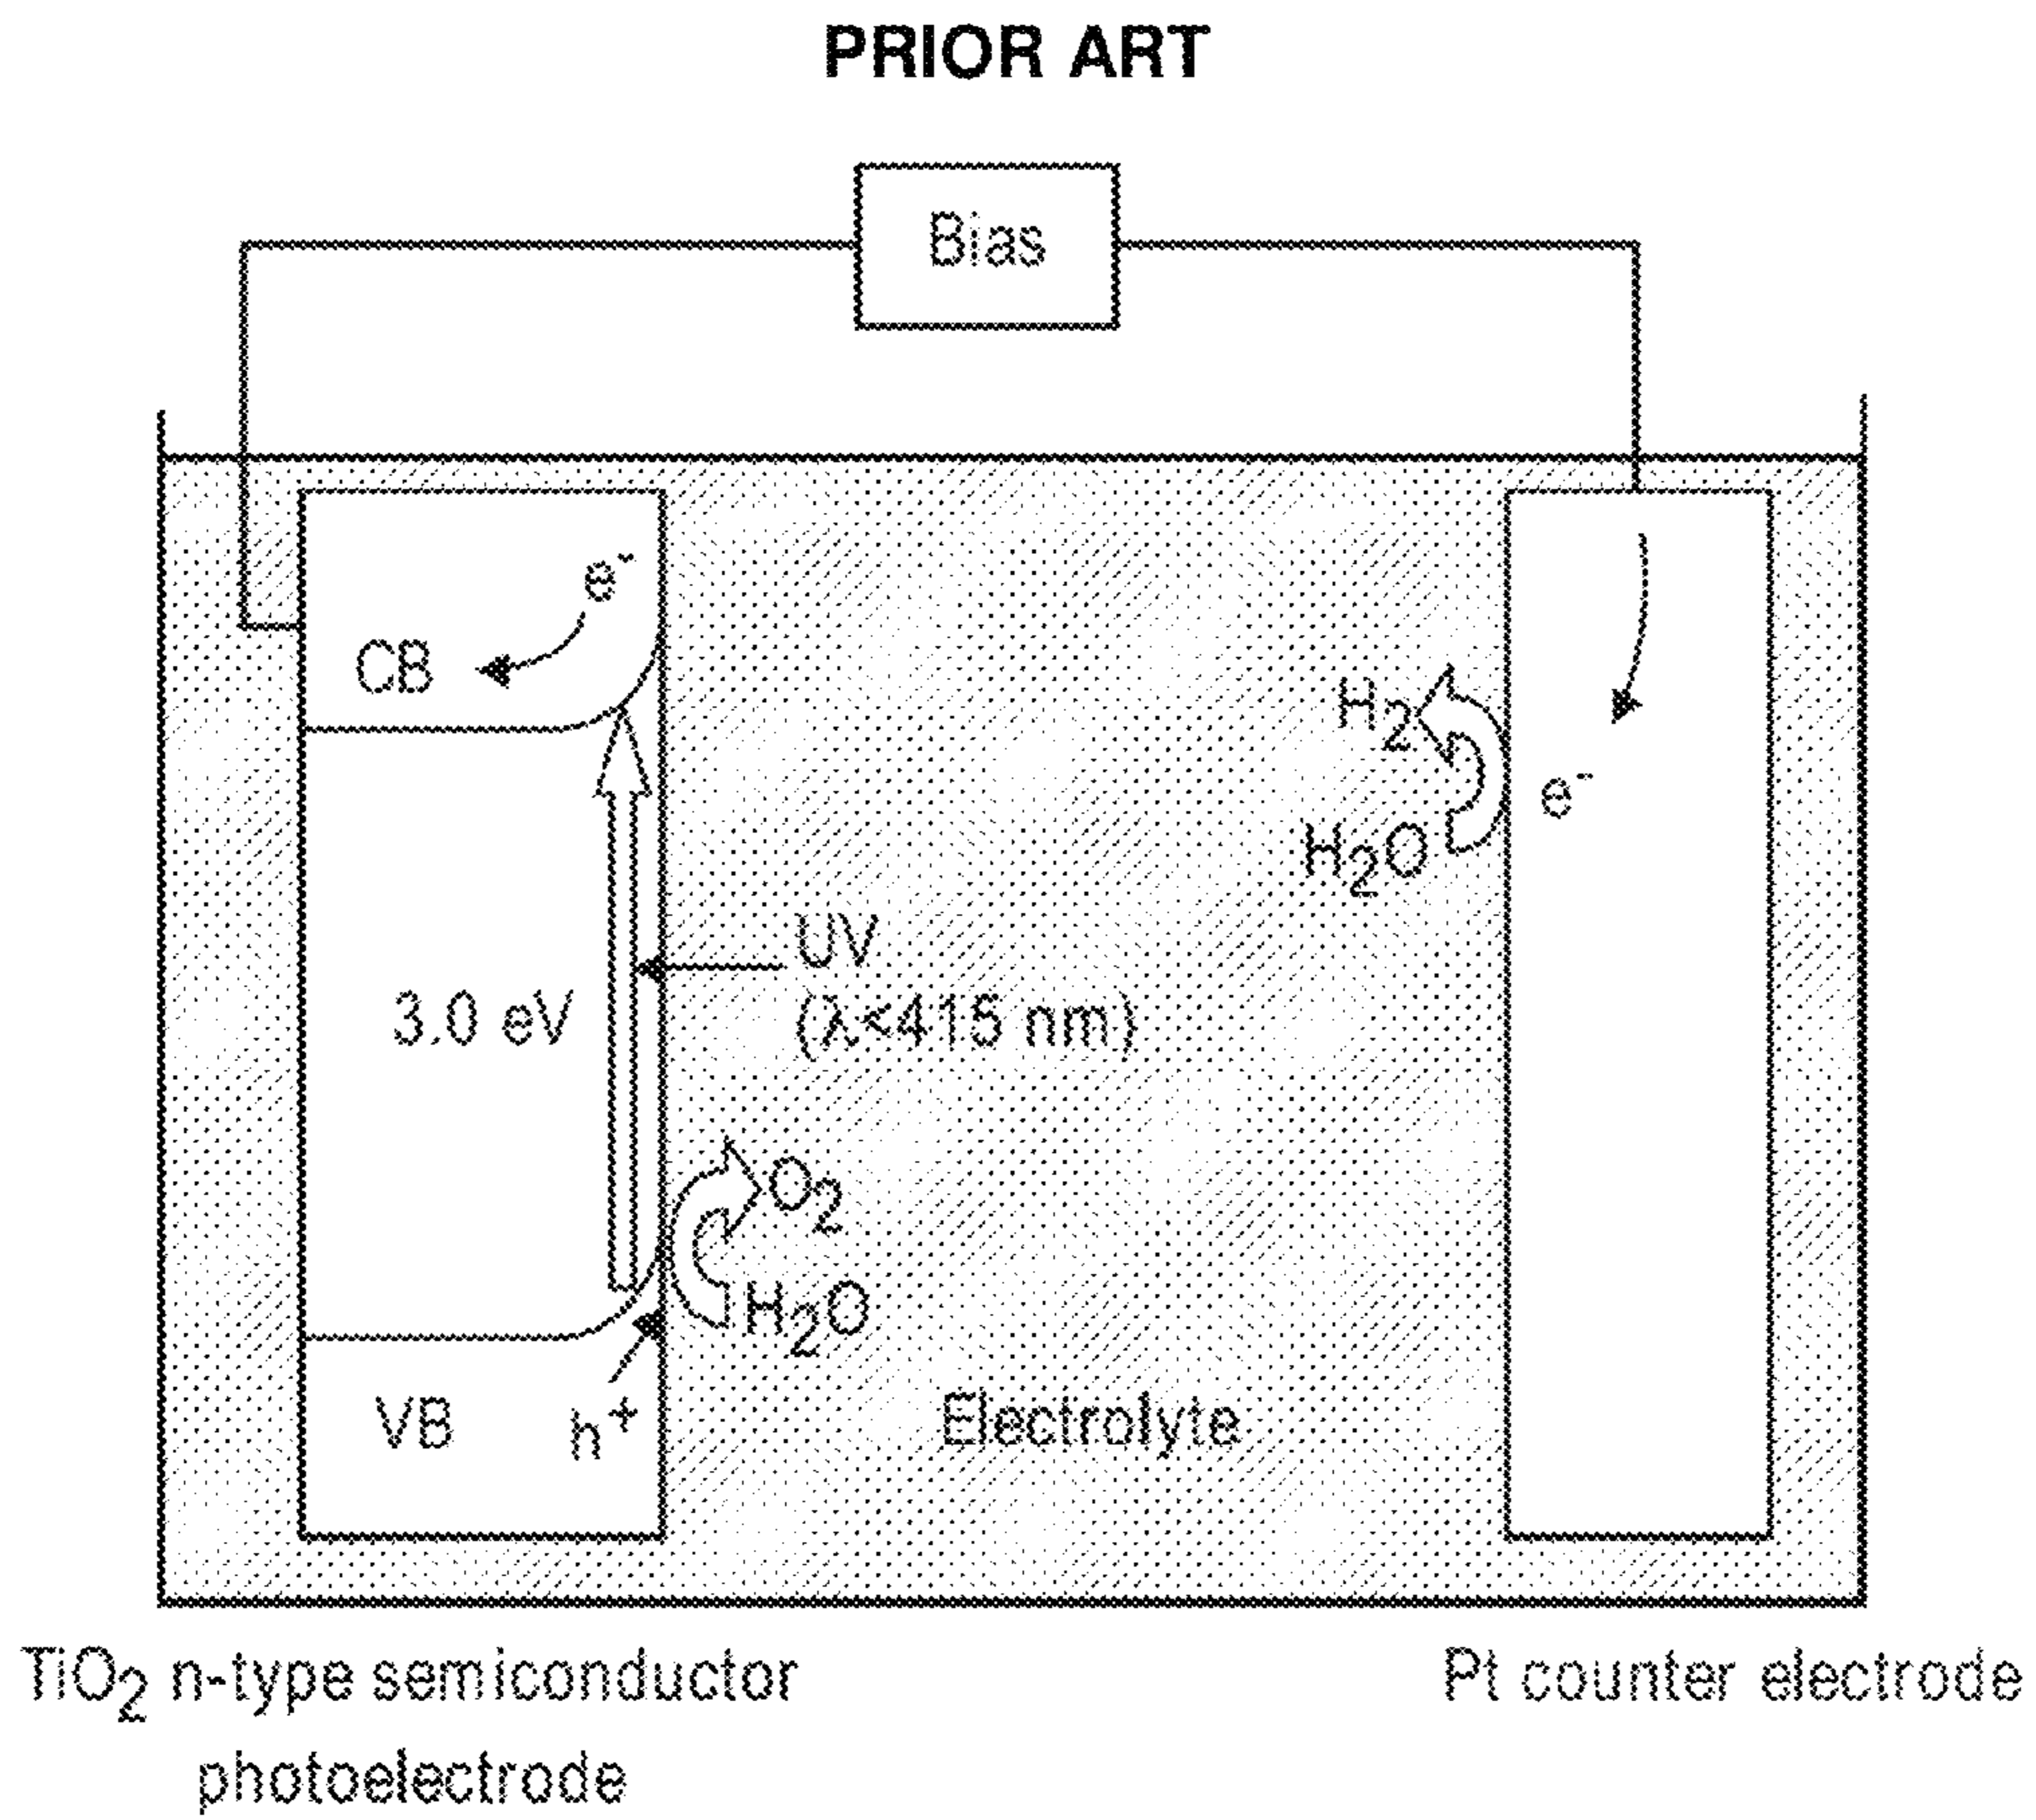 PRIOR ART
Bias
e⁻
CB
H₂
e⁻
H₂O
UV
3.0 eV
(λ<415 nm)
O₂
H₂O
VB
h⁺
Electrolyte
TiO₂ n-type semiconductor
photoelectrode
Pt counter electrode